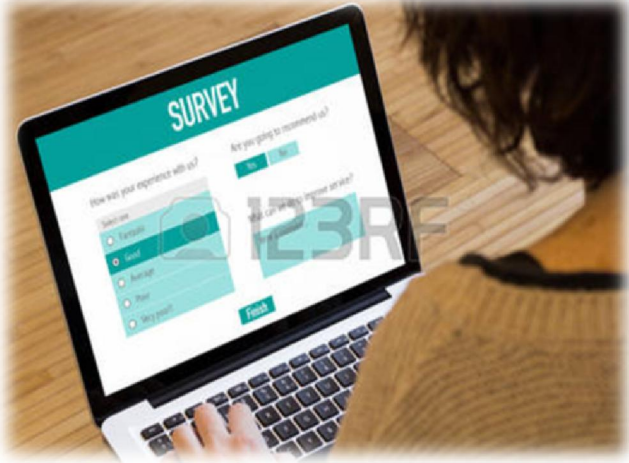 SURVEY
How was your experience with us?
Select one
Fantastic
Good
Average
Poor
Very poor!!
Are you going to recommend us?
Yes
No
What can we do to improve service?
Finish
123RF